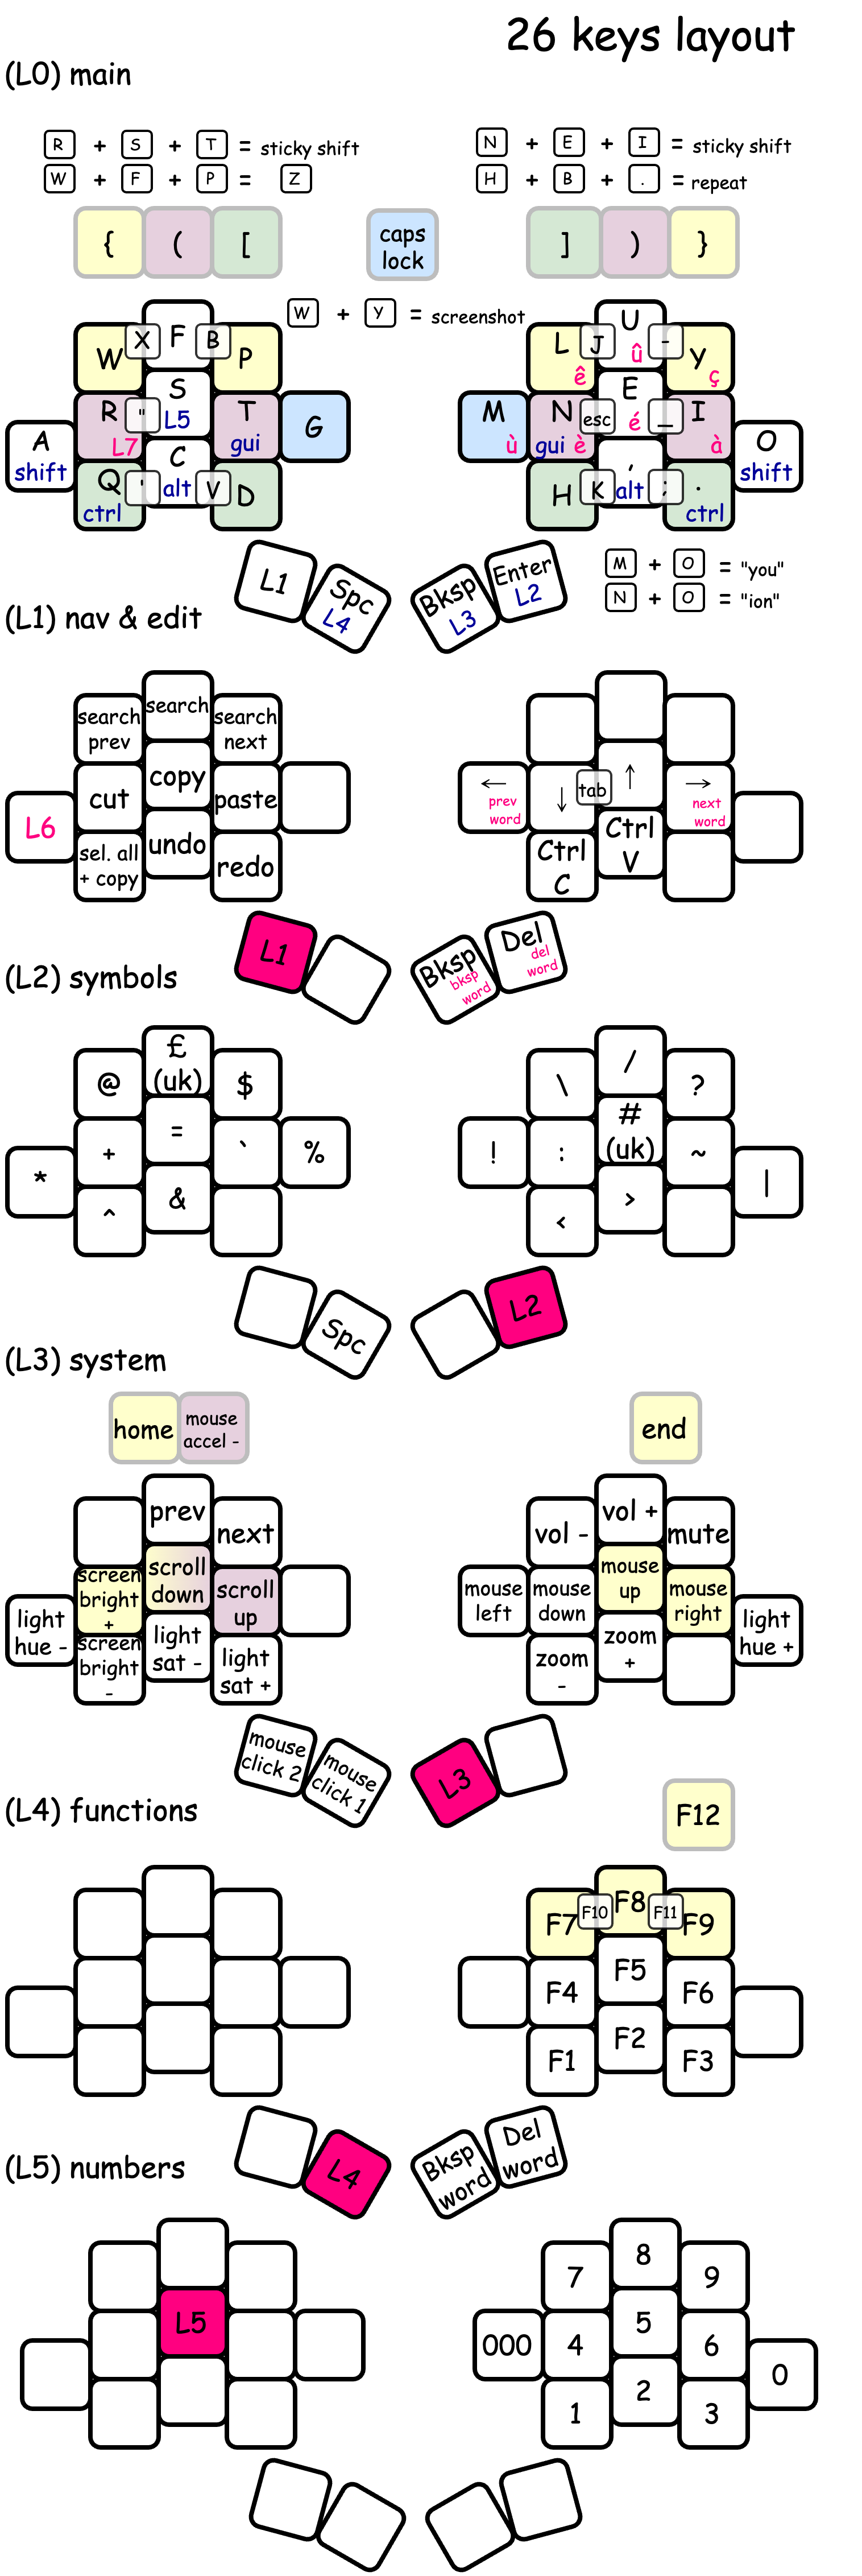 26 keys layout
(L0) main
R + S + T = sticky shift
N + E + I = sticky shift
W + F + P = Z
H + B + . = repeat
{ ( [
caps
lock
] ) }
W + Y = screenshot
W X F B P
L ê J U û - Y ç
A shift
R L7 " S L5 T gui G
M ù N gui è esc E é _ I à
O shift
Q ctrl ' C alt V D
H K , alt ; . ctrl
L1 Spc L4 Bksp L3 Enter L2
M + O = "you"
N + O = "ion"
(L1) nav & edit
search
prev
search
search
next
L6
cut
copy
paste
← prev
word
↓
tab
↑
→ next
word
sel. all
+ copy
undo
redo
Ctrl
C
Ctrl
V
L1
Bksp
bksp
word
Del
del
word
(L2) symbols
@
£
(uk)
$
\ / ?
* + = ` %
! :
#
(uk)
~ |
^ &
< >
Spc
L2
(L3) system
home
mouse
accel -
end
prev
next
vol -
vol +
mute
light
hue -
screen
bright
+
scroll
down
scroll
up
mouse
left
mouse
down
mouse
up
mouse
right
light
hue +
screen
bright
-
light
sat -
light
sat +
zoom
-
zoom
+
mouse
click 2
mouse
click 1
L3
(L4) functions
F12
F7 F10 F8 F11 F9
F4 F5 F6
F1 F2 F3
L4
Bksp
word
Del
word
(L5) numbers
7 8 9
L5
000 4 5 6 0
1 2 3